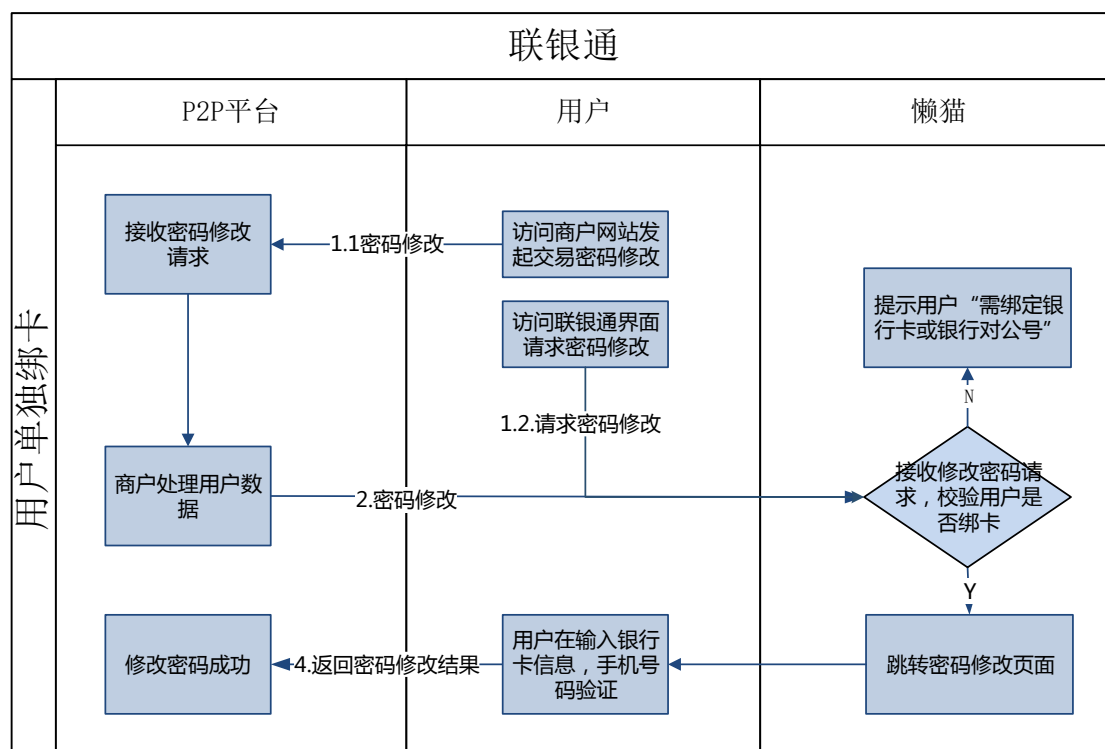 联银通
P2P平台
用户
懒猫
用户单独绑卡
接收密码修改
请求
1.1密码修改
访问商户网站发
起交易密码修改
访问联银通界面
请求密码修改
提示用户“需绑定银
行卡或银行对公号”
N
1.2.请求密码修改
商户处理用户数
据
2.密码修改
接收修改密码请
求，校验用户是
否绑卡
Y
修改密码成功
4.返回密码修改结果
用户在输入银行
卡信息，手机号
码验证
跳转密码修改页面